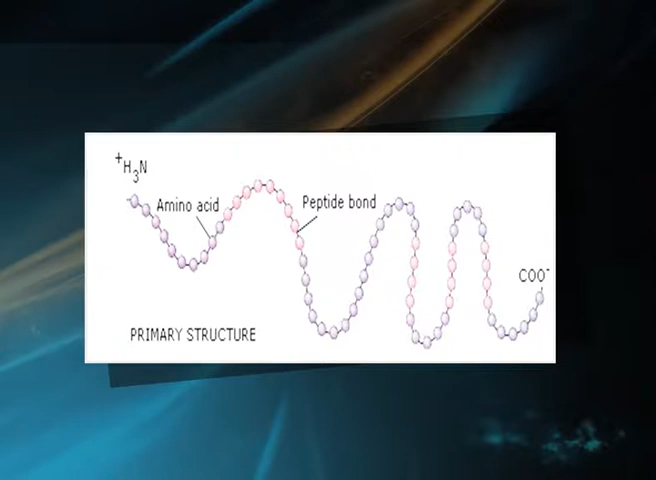 ⁺H₃N
Amino acid
Peptide bond
COO⁻
PRIMARY STRUCTURE